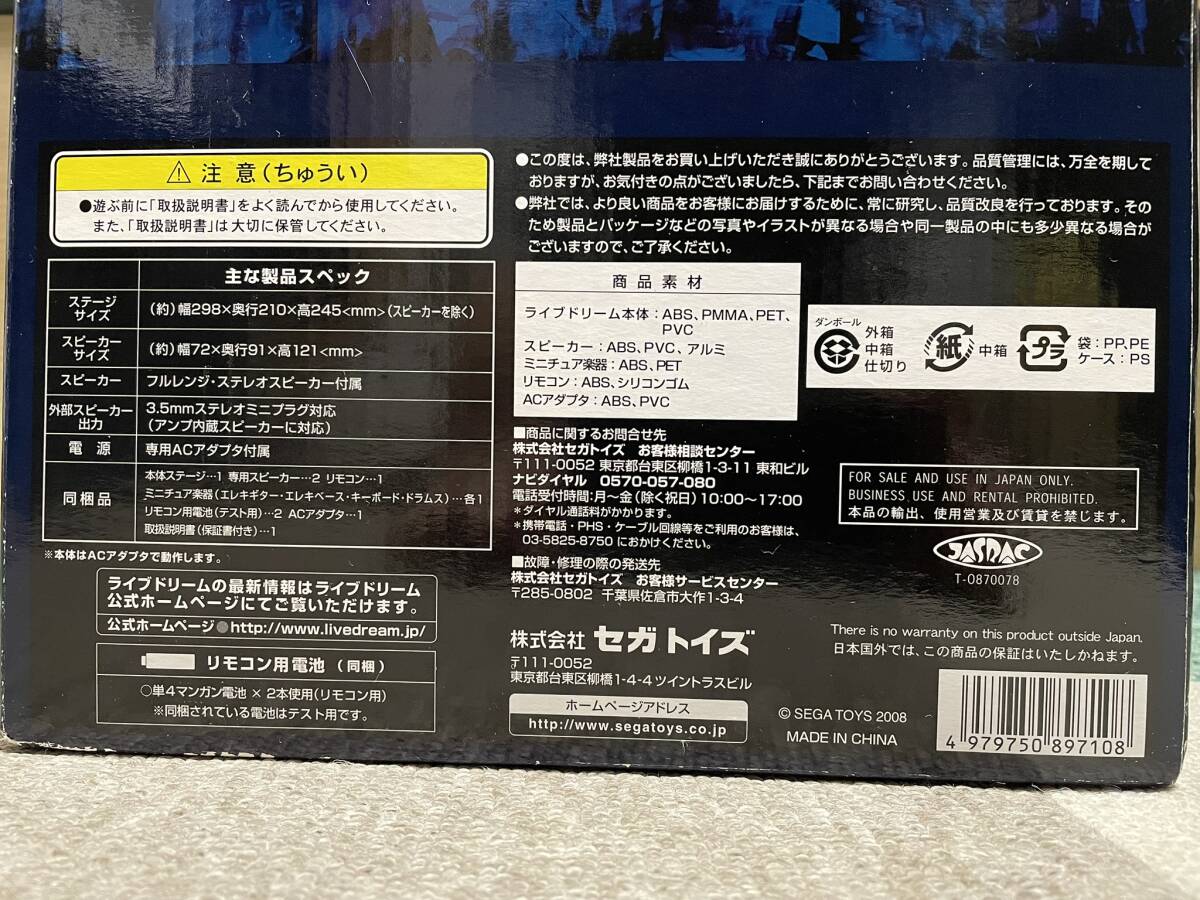 ⚠ 注意(ちゅうい)
●遊ぶ前に「取扱説明書」をよく読んでから使用してください。
また、「取扱説明書」は大切に保管してください。
主な製品スペック
ステージ
サイズ
(約)幅298×奥行210×高245<mm>(スピーカーを除く)
スピーカー
サイズ
(約)幅72×奥行91×高121<mm>
スピーカー
フルレンジ・ステレオスピーカー付属
外部スピーカー
出力
3.5mmステレオミニプラグ対応
(アンプ内蔵スピーカーに対応)
電源
専用ACアダプタ付属
同梱品
本体ステージ…1 専用スピーカー…2 リモコン…1
ミニチュア楽器(エレキギター・エレキベース・キーボード・ドラムス)…各1
リモコン用電池(テスト用)…2 ACアダプタ…1
取扱説明書(保証書付き)…1
※本体はACアダプタで動作します。
ライブドリームの最新情報はライブドリーム
公式ホームページにてご覧いただけます。
公式ホームページ●http://www.livedream.jp/
リモコン用電池(同梱)
○単4マンガン電池×2本使用(リモコン用)
※同梱されている電池はテスト用です。
●この度は、弊社製品をお買い上げいただき誠にありがとうございます。品質管理には、万全を期して
おりますが、お気付きの点がございましたら、下記までお問い合わせください。
●弊社では、より良い商品をお客様にお届けするために、常に研究し、品質改良を行っております。その
ため製品とパッケージなどの写真やイラストが異なる場合や同一製品の中にも多少異なる場合が
ございますので、ご了承ください。
商品素材
ライブドリーム本体:ABS、PMMA、PET、
PVC
スピーカー:ABS、PVC、アルミ
ミニチュア楽器:ABS、PET
リモコン:ABS、シリコンゴム
ACアダプタ:ABS、PVC
ダンボール
外箱
中箱
仕切り
紙
中箱
プラ
袋:PP、PE
ケース:PS
■商品に関するお問合せ先
株式会社セガトイズ お客様相談センター
〒111-0052 東京都台東区柳橋1-3-11 東和ビル
ナビダイヤル 0570-057-080
電話受付時間:月~金(除く祝日)10:00~17:00
*ダイヤル通話料がかかります。
*携帯電話・PHS・ケーブル回線等をご利用のお客様は、
03-5825-8750 におかけください。
■故障・修理の際の発送先
株式会社セガトイズ お客様サービスセンター
〒285-0802 千葉県佐倉市大作1-3-4
株式会社 セガトイズ
〒111-0052
東京都台東区柳橋1-4-4 ツイントラスビル
ホームページアドレス
http://www.segatoys.co.jp
FOR SALE AND USE IN JAPAN ONLY.
BUSINESS USE AND RENTAL PROHIBITED.
本品の輸出、使用営業及び賃貸を禁じます。
JASRAC
T-0870078
There is no warranty on this product outside Japan.
日本国外では、この商品の保証はいたしかねます。
© SEGA TOYS 2008
MADE IN CHINA
4 979750 897108